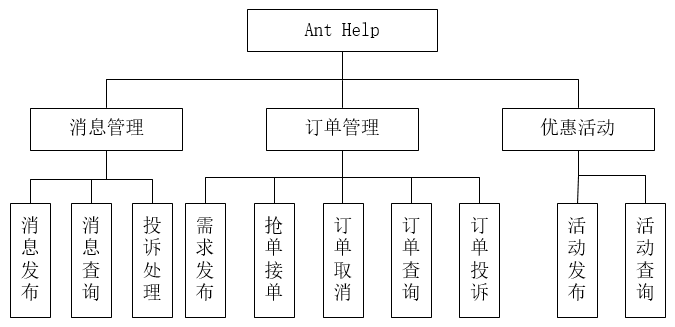 Ant Help
消息管理
订单管理
优惠活动
消息发布
消息查询
投诉处理
需求发布
抢单接单
订单取消
订单查询
订单投诉
活动发布
活动查询